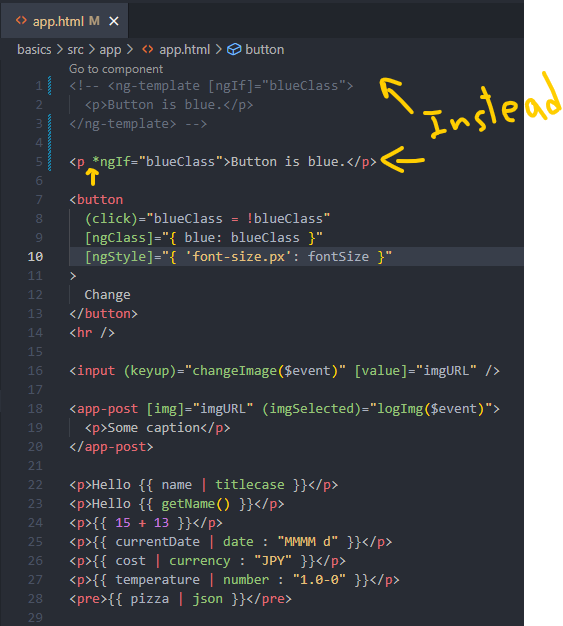 <> app.html M ×
basics > src > app > <> app.html > button
Go to component
1 <!-- <ng-template [ngIf]="blueClass">
2 <p>Button is blue.</p>
3 </ng-template> -->
4
5 <p *ngIf="blueClass">Button is blue.</p>
Instead
6
7 <button
8 (click)="blueClass = !blueClass"
9 [ngClass]="{ blue: blueClass }"
10 [ngStyle]="{ 'font-size.px': fontSize }"
11 >
12 Change
13 </button>
14 <hr />
15
16 <input (keyup)="changeImage($event)" [value]="imgURL" />
17
18 <app-post [img]="imgURL" (imgSelected)="logImg($event)">
19 <p>Some caption</p>
20 </app-post>
21
22 <p>Hello {{ name | titlecase }}</p>
23 <p>Hello {{ getName() }}</p>
24 <p>{{ 15 + 13 }}</p>
25 <p>{{ currentDate | date : "MMMM d" }}</p>
26 <p>{{ cost | currency : "JPY" }}</p>
27 <p>{{ temperature | number : "1.0-0" }}</p>
28 <pre>{{ pizza | json }}</pre>
29